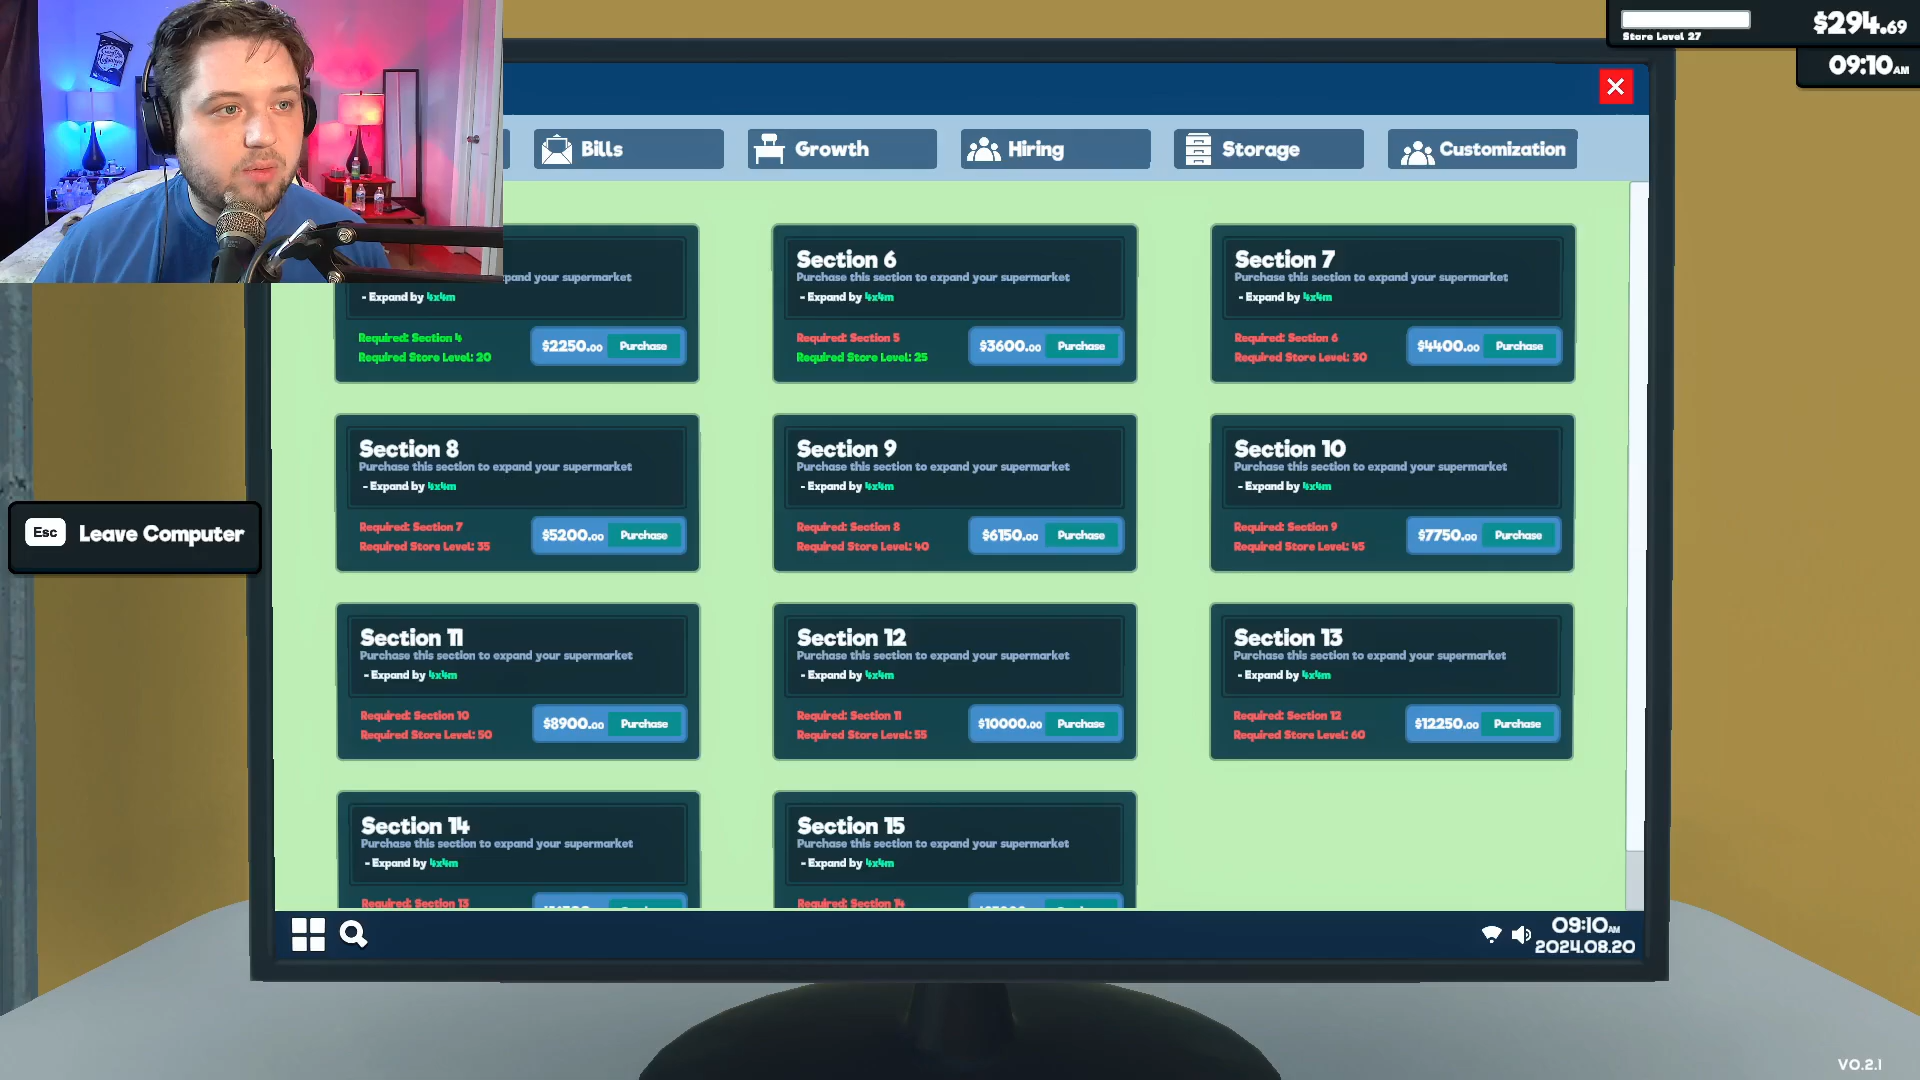 $294.69
Store Level 27
09:10AM
Bills
Growth
Hiring
Storage
Customization
expand your supermarket
- Expand by 4x4m
Required: Section 4
Required Store Level: 20
$2250.00 Purchase
Section 6
Purchase this section to expand your supermarket
- Expand by 4x4m
Required: Section 5
Required Store Level: 25
$3600.00 Purchase
Section 7
Purchase this section to expand your supermarket
- Expand by 4x4m
Required: Section 6
Required Store Level: 30
$4400.00 Purchase
Section 8
Purchase this section to expand your supermarket
- Expand by 4x4m
Required: Section 7
Required Store Level: 35
$5200.00 Purchase
Section 9
Purchase this section to expand your supermarket
- Expand by 4x4m
Required: Section 8
Required Store Level: 40
$6150.00 Purchase
Section 10
Purchase this section to expand your supermarket
- Expand by 4x4m
Required: Section 9
Required Store Level: 45
$7750.00 Purchase
Esc Leave Computer
Section 11
Purchase this section to expand your supermarket
- Expand by 4x4m
Required: Section 10
Required Store Level: 50
$8900.00 Purchase
Section 12
Purchase this section to expand your supermarket
- Expand by 4x4m
Required: Section 11
Required Store Level: 55
$10000.00 Purchase
Section 13
Purchase this section to expand your supermarket
- Expand by 4x4m
Required: Section 12
Required Store Level: 60
$12250.00 Purchase
Section 14
Purchase this section to expand your supermarket
- Expand by 4x4m
Required: Section 13
Section 15
Purchase this section to expand your supermarket
- Expand by 4x4m
Required: Section 14
09:10AM
2024.08.20
V0.2.1